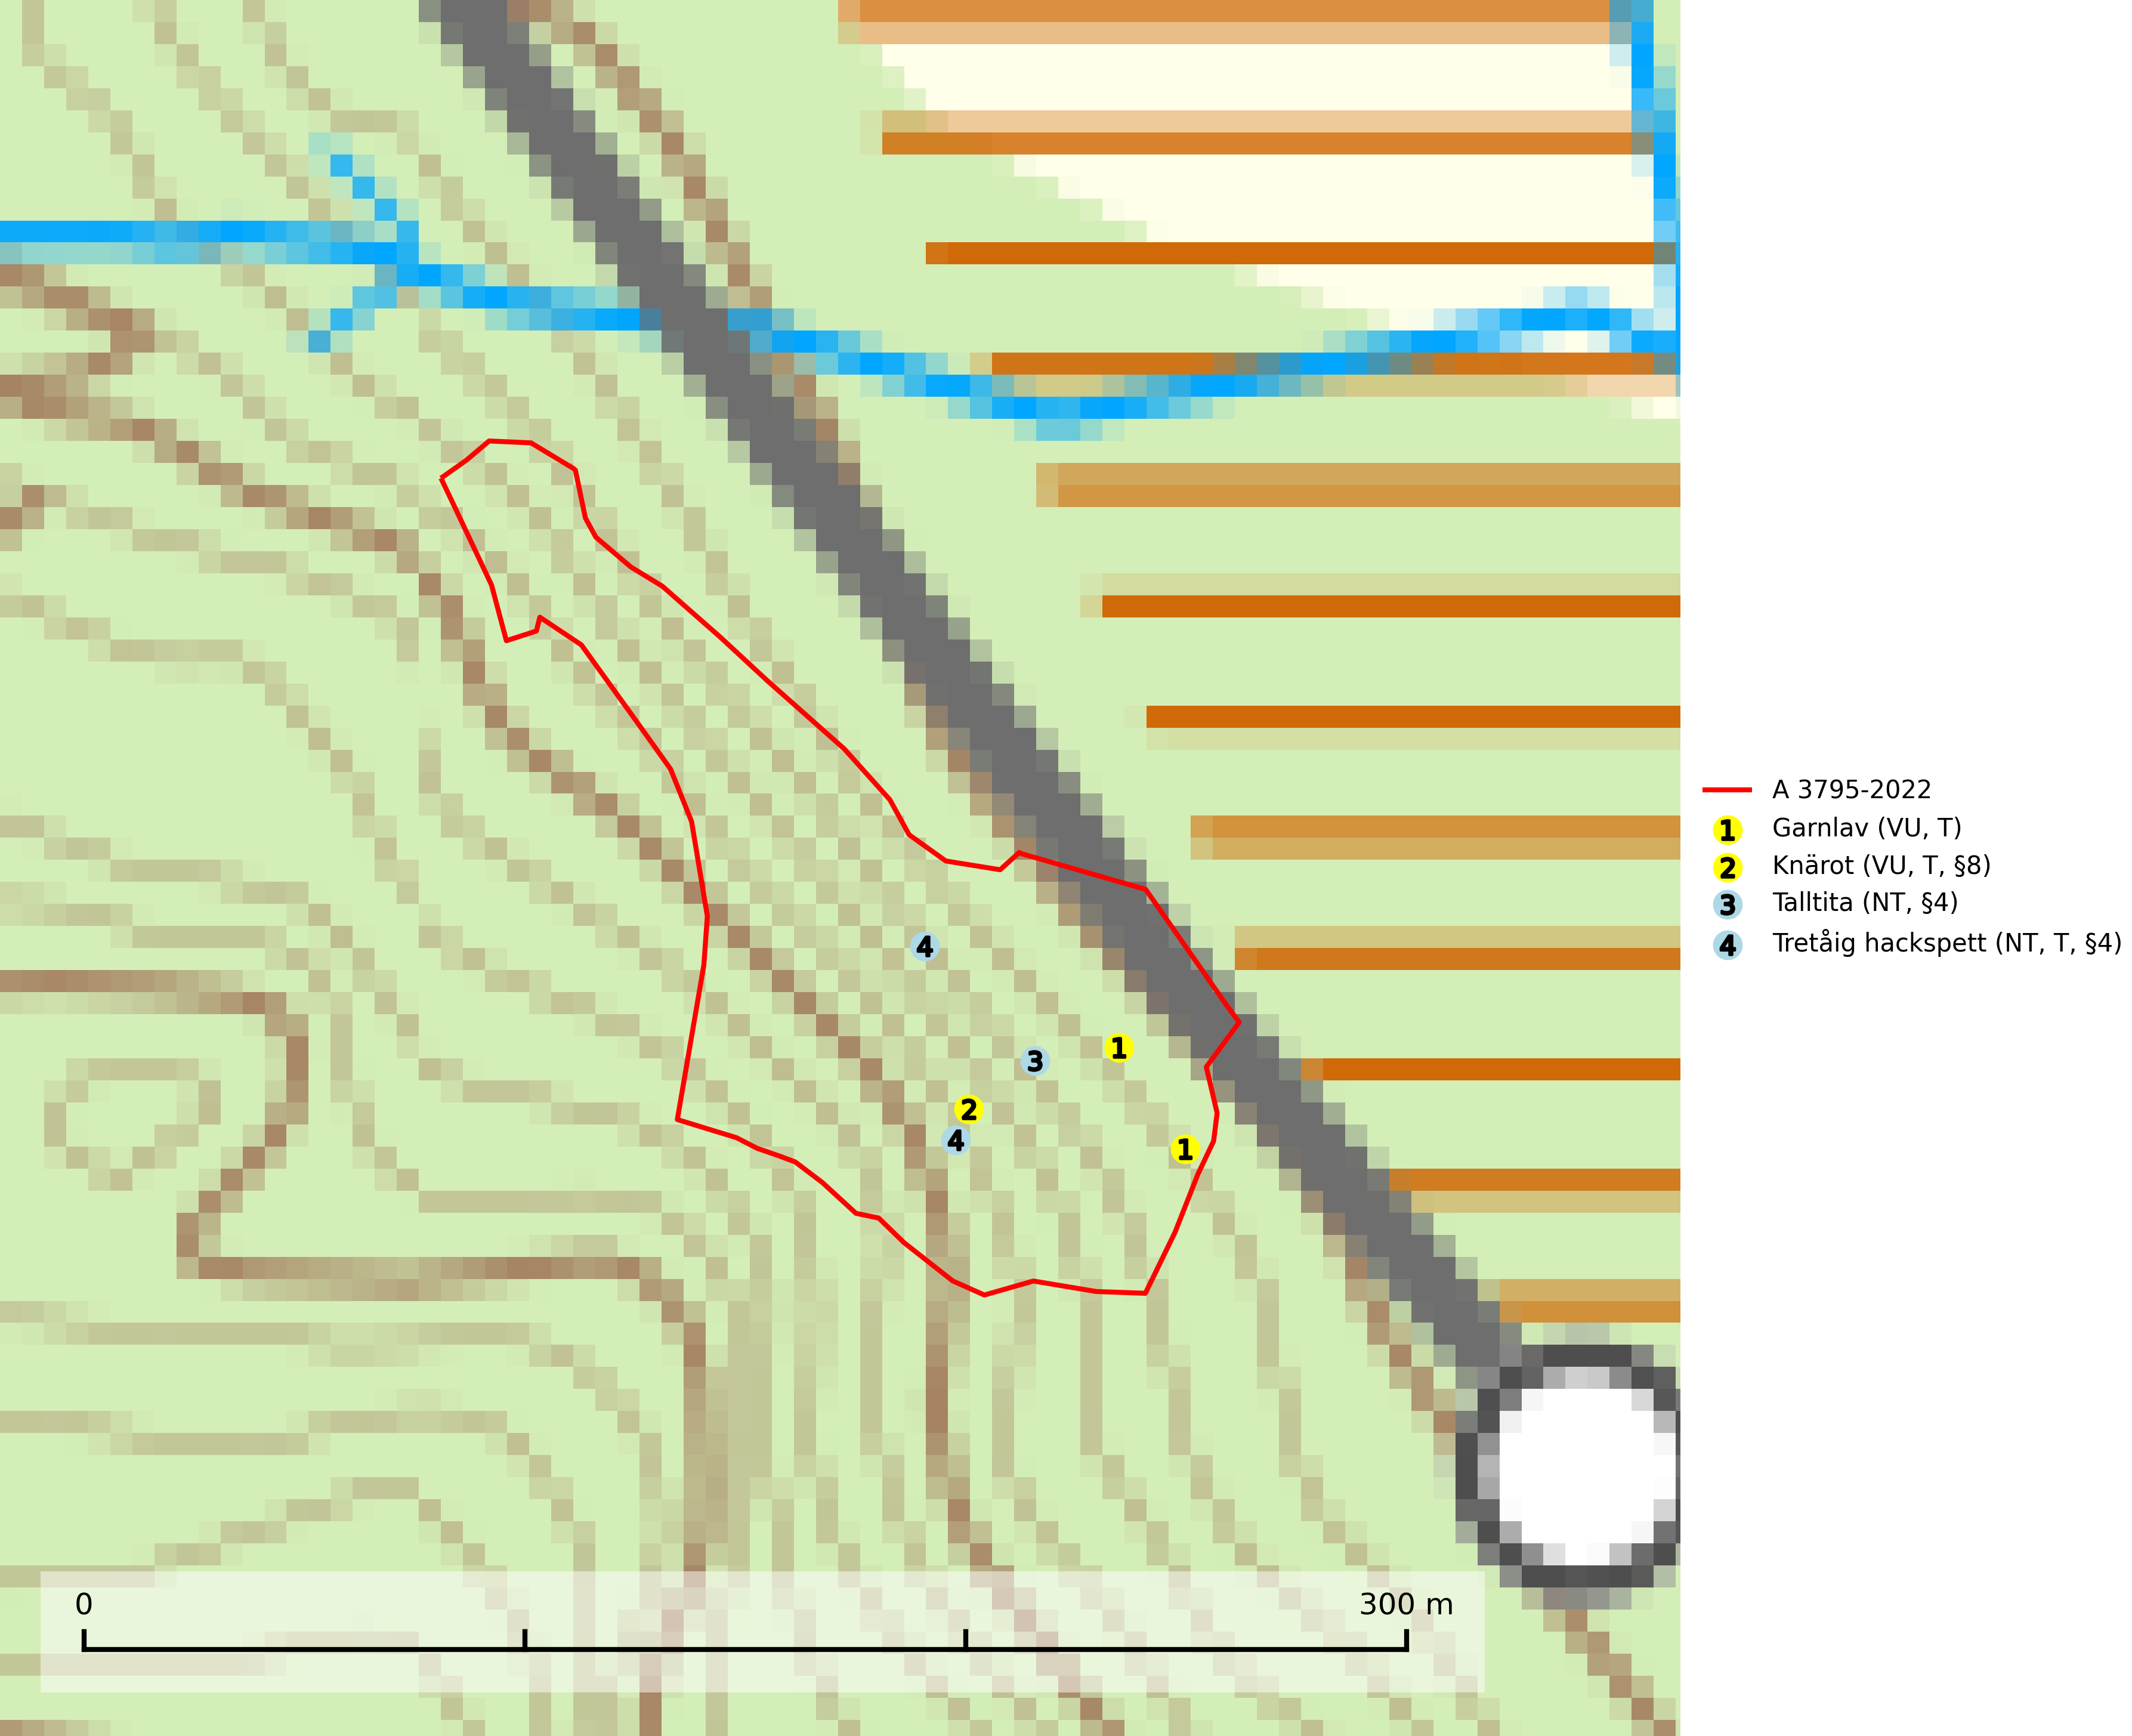 A 3795-2022
1 Garnlav (VU, T)
2 Knärot (VU, T, §8)
3 Talltita (NT, §4)
4 Tretåig hackspett (NT, T, §4)
4
1
3
2
4
1
0 300 m